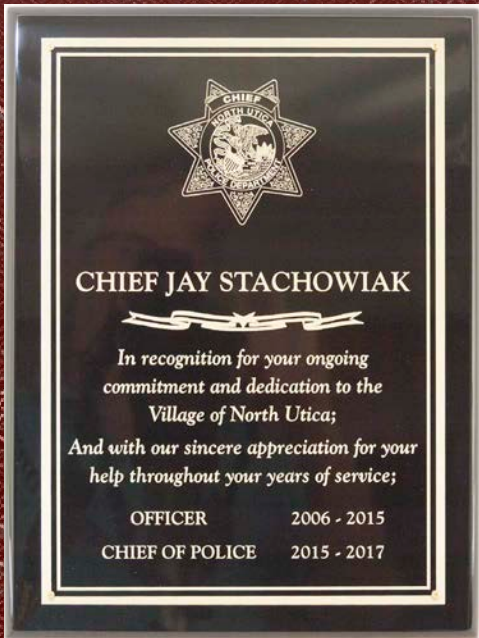 CHIEF
NORTH UTICA
POLICE DEPARTMENT
CHIEF JAY STACHOWIAK
In recognition for your ongoing
commitment and dedication to the
Village of North Utica;
And with our sincere appreciation for your
help throughout your years of service;
OFFICER 2006 - 2015
CHIEF OF POLICE 2015 - 2017